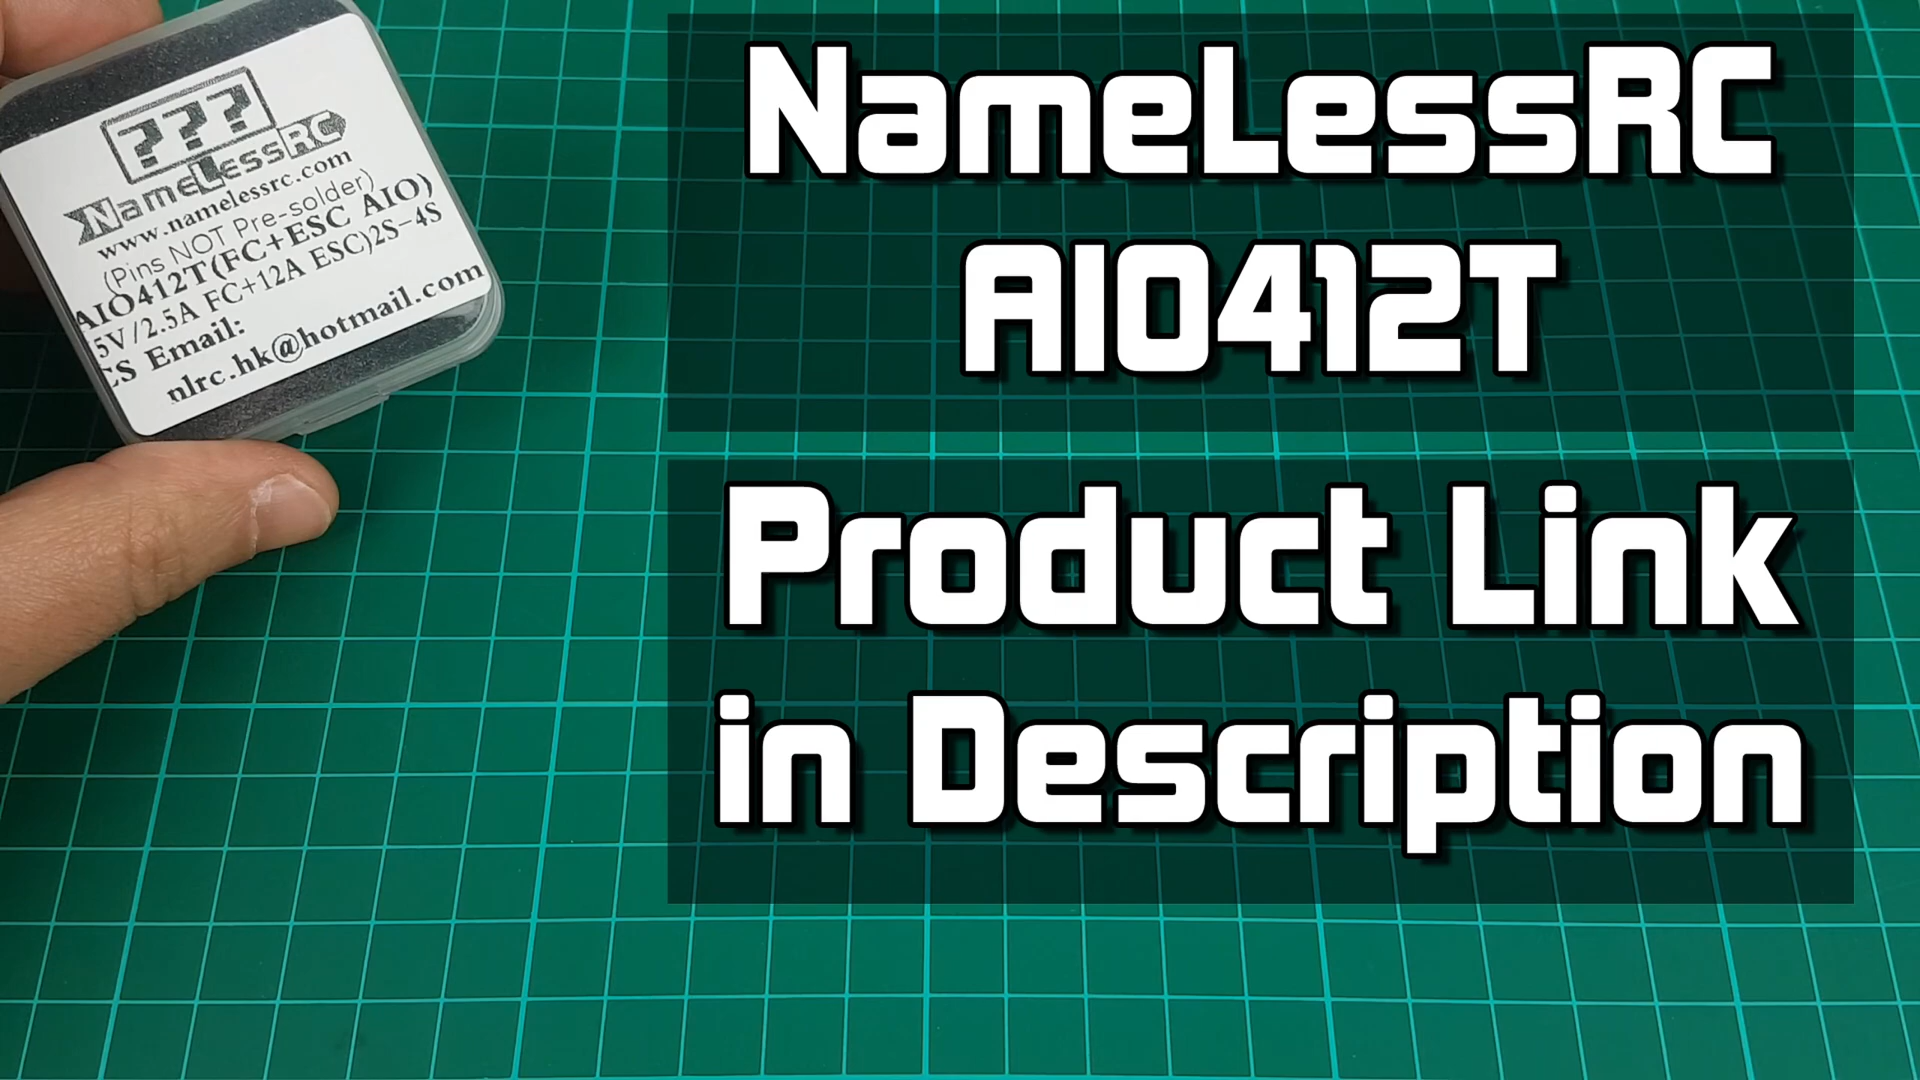 ???
NameLessRC
www.namelessrc.com
(Pins NOT Pre-solder)
AIO412T(FC+ESC AIO)
5V/2.5A FC+12A ESC)2S-4S
Email:
nlrc.hk@hotmail.com
NameLessRC
AIO412T
Product Link
in Description